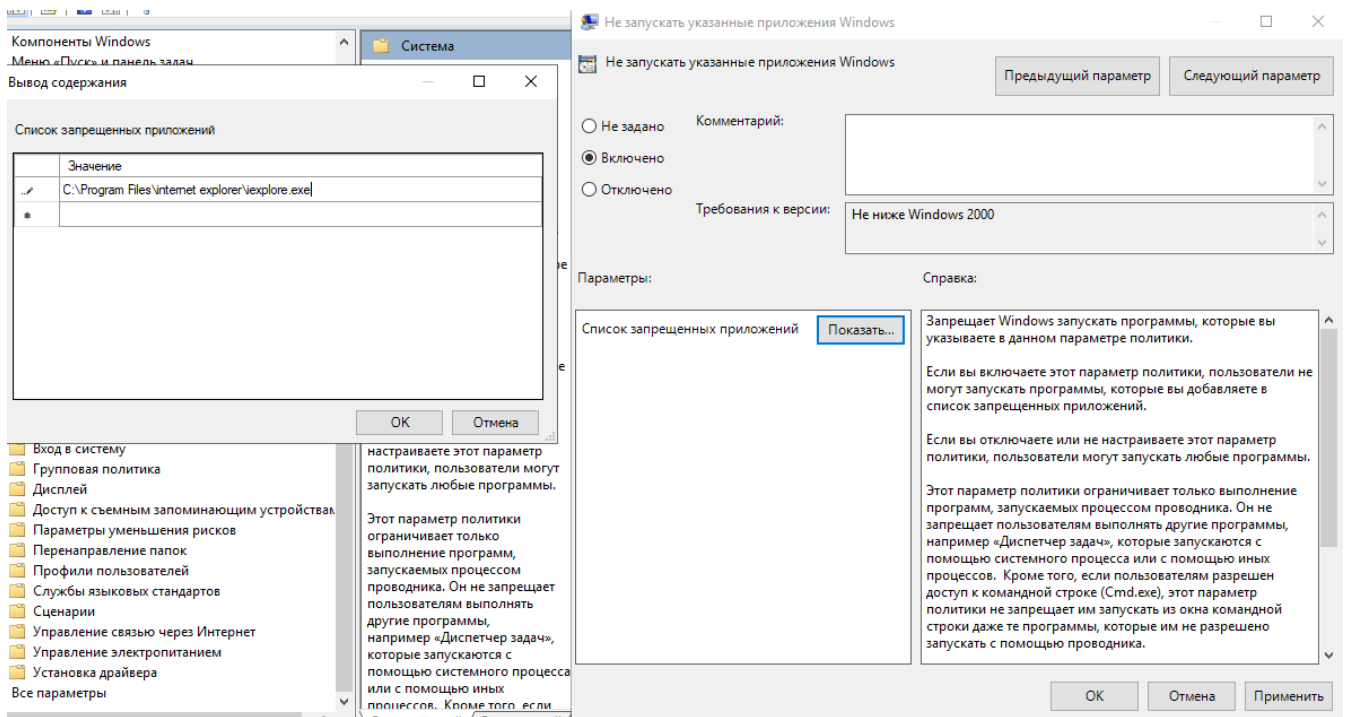 Компоненты Windows
Меню «Пуск» и панель задач
Система
Вывод содержания
Список запрещенных приложений
Значение
C:\Program Files\internet explorer\iexplore.exe
ОК
Отмена
Вход в систему
Групповая политика
Дисплей
Доступ к съемным запоминающим устройствам
Параметры уменьшения рисков
Перенаправление папок
Профили пользователей
Службы языковых стандартов
Сценарии
Управление связью через Интернет
Управление электропитанием
Установка драйвера
Все параметры
настраиваете этот параметр
политики, пользователи могут
запускать любые программы.
Этот параметр политики
ограничивает только
выполнение программ,
запускаемых процессом
проводника. Он не запрещает
пользователям выполнять
другие программы,
например «Диспетчер задач»,
которые запускаются с
помощью системного процесса
или с помощью иных
процессов. Кроме того, если
Не запускать указанные приложения Windows
Не запускать указанные приложения Windows
Предыдущий параметр
Следующий параметр
Не задано
Включено
Отключено
Комментарий:
Требования к версии:
Не ниже Windows 2000
Параметры:
Справка:
Список запрещенных приложений
Показать...
Запрещает Windows запускать программы, которые вы
указываете в данном параметре политики.
Если вы включаете этот параметр политики, пользователи не
могут запускать программы, которые вы добавляете в
список запрещенных приложений.
Если вы отключаете или не настраиваете этот параметр
политики, пользователи могут запускать любые программы.
Этот параметр политики ограничивает только выполнение
программ, запускаемых процессом проводника. Он не
запрещает пользователям выполнять другие программы,
например «Диспетчер задач», которые запускаются с
помощью системного процесса или с помощью иных
процессов.  Кроме того, если пользователям разрешен
доступ к командной строке (Cmd.exe), этот параметр
политики не запрещает им запускать из окна командной
строки даже те программы, которые им не разрешено
запускать с помощью проводника.
ОК
Отмена
Применить